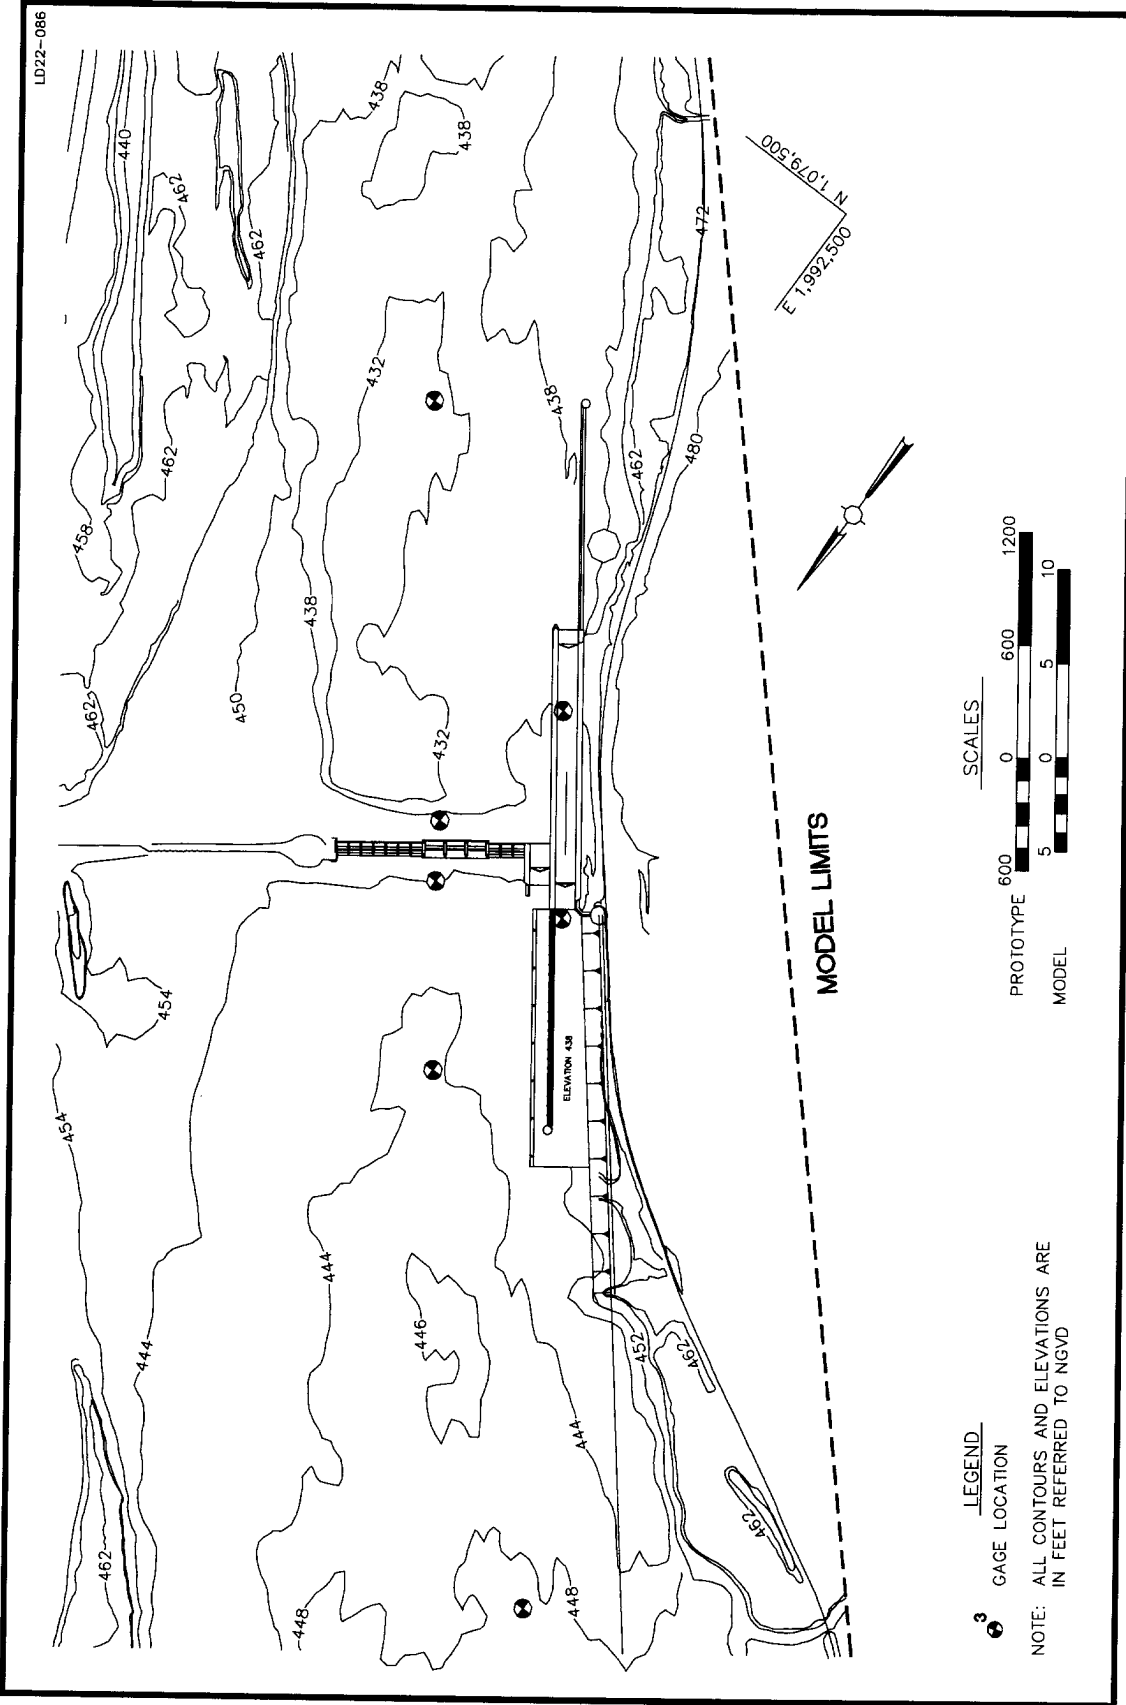 LD22-086
440
462
462
438
438
472
N 1,079,500
E 1,992,500
432
438
462
480
458
462
438
450
462
432
454
ELEVATION 438
MODEL LIMITS
454
444
444
446
452
462
444
462
462
448
448
SCALES
PROTOTYPE
600 0 600 1200
MODEL
5 0 5 10
LEGEND
3 GAGE LOCATION
NOTE: ALL CONTOURS AND ELEVATIONS ARE
IN FEET REFERRED TO NGVD